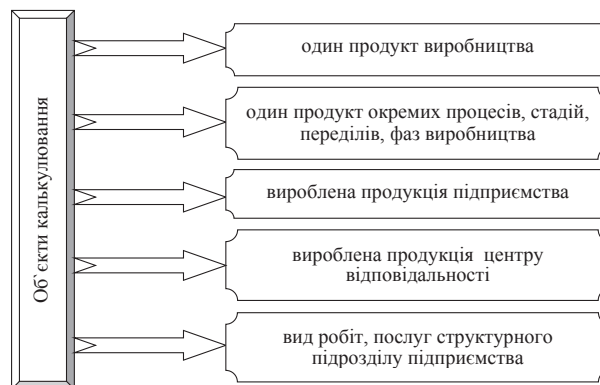 Об`єкти калькулювання
один продукт виробництва
один продукт окремих процесів, стадій,
переділів, фаз виробництва
вироблена продукція підприємства
вироблена продукція центру
відповідальності
вид робіт, послуг структурного
підрозділу підприємства